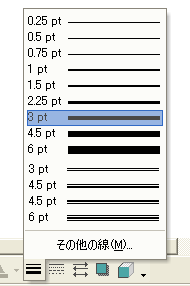 0.25 pt
0.5 pt
0.75 pt
1 pt
1.5 pt
2.25 pt
3 pt
4.5 pt
6 pt
3 pt
4.5 pt
4.5 pt
6 pt
その他の線(M)...